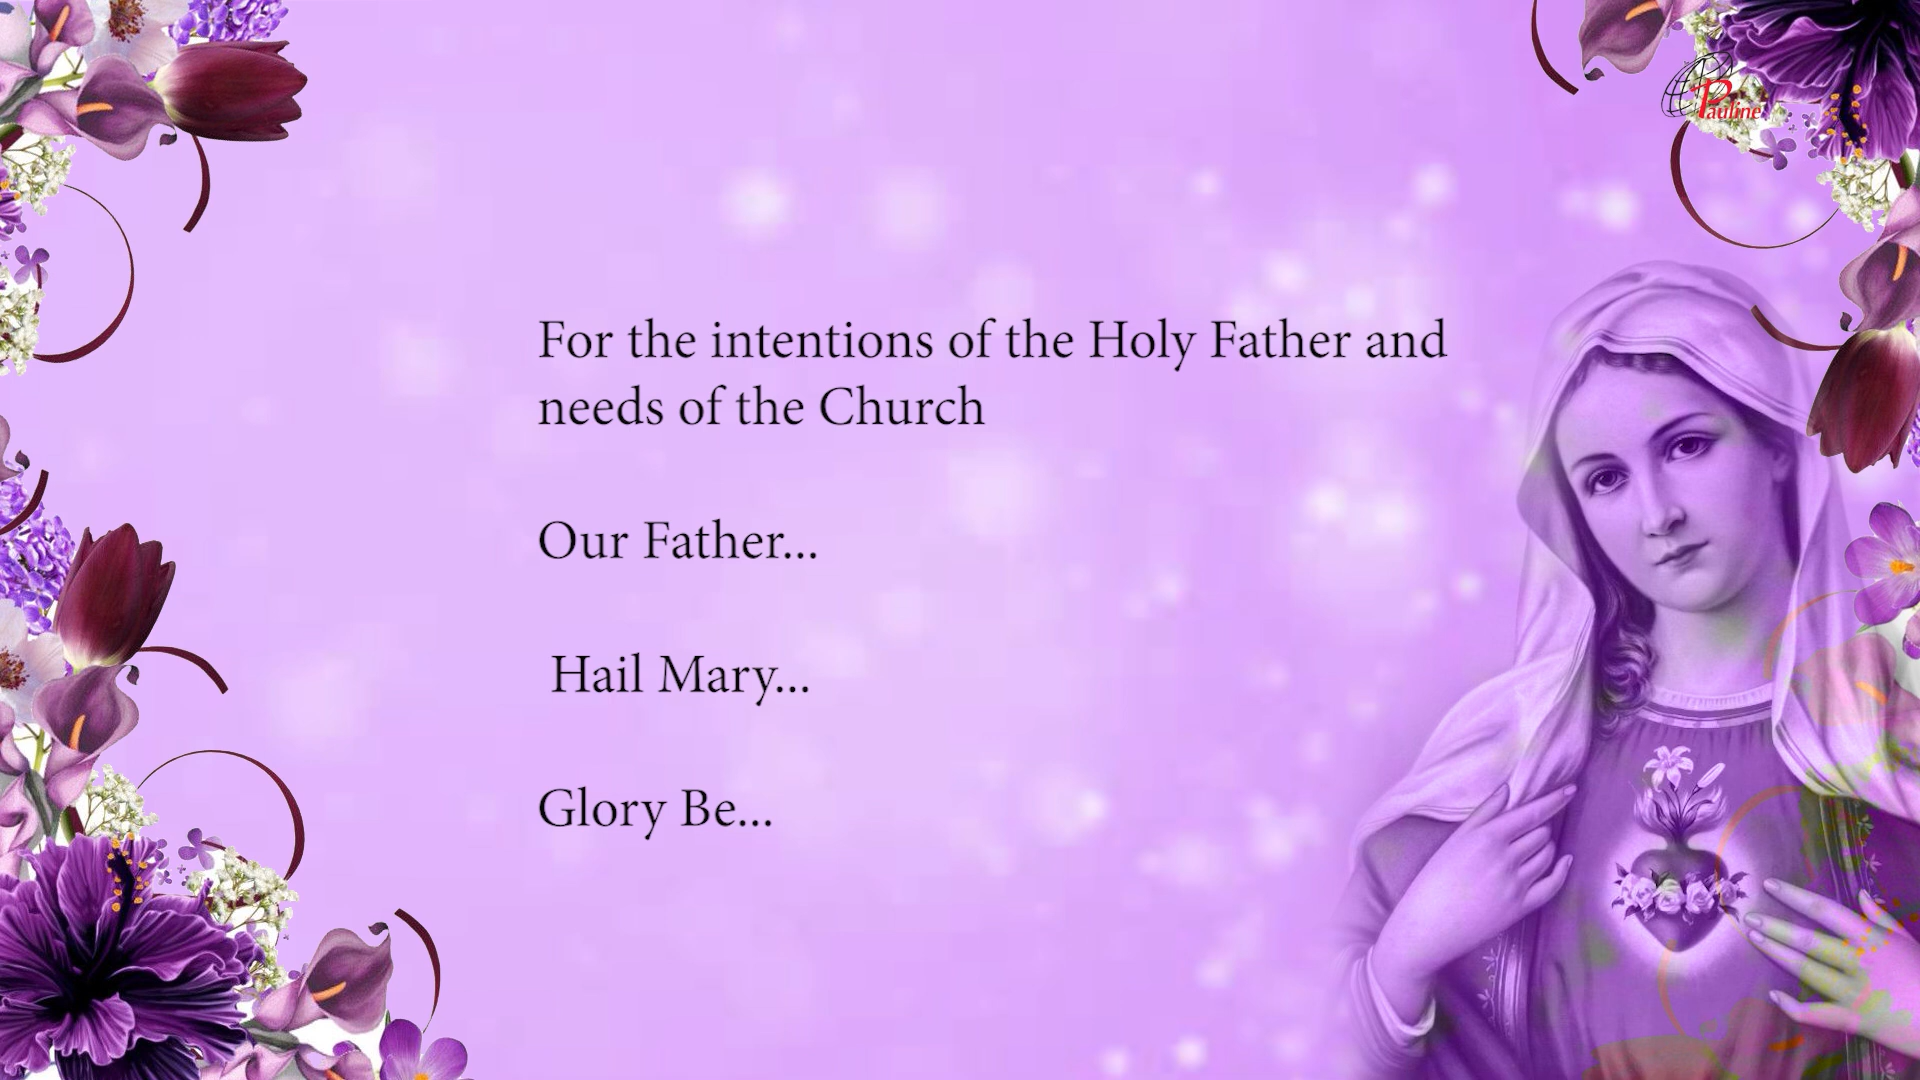 Pauline
For the intentions of the Holy Father and
needs of the Church
Our Father...
Hail Mary...
Glory Be...